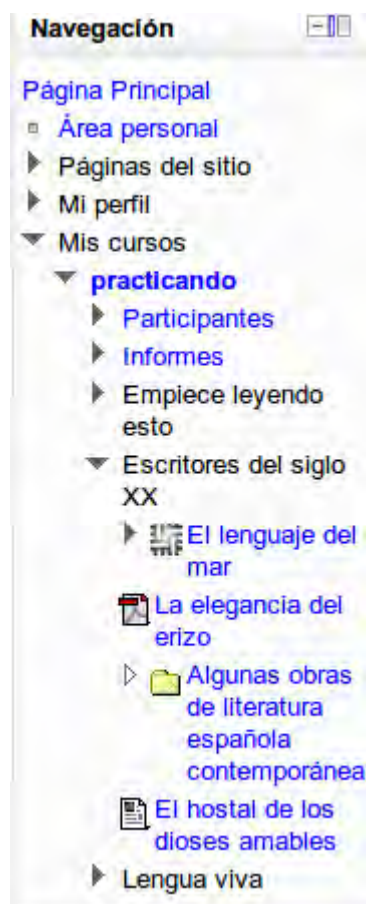 Navegación
Página Principal
Área personal
Páginas del sitio
Mi perfil
Mis cursos
practicando
Participantes
Informes
Empiece leyendo
esto
Escritores del siglo
XX
El lenguaje del
mar
La elegancia del
erizo
Algunas obras
de literatura
española
contemporánea
El hostal de los
dioses amables
Lengua viva